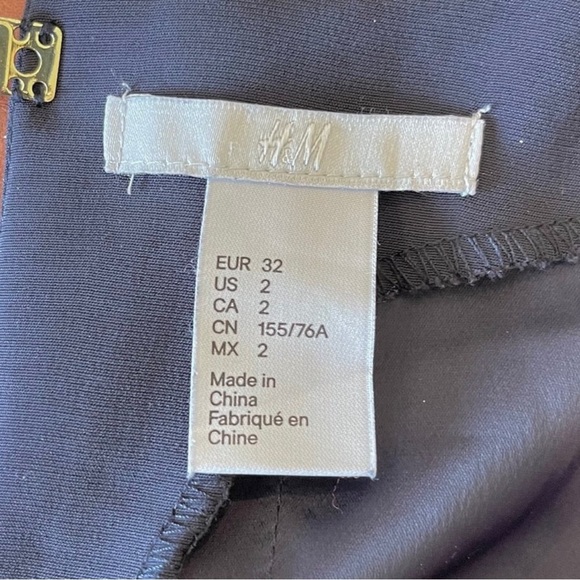 H&M
EUR 32
US 2
CA 2
CN 155/76A
MX 2
Made in
China
Fabriqué en
Chine